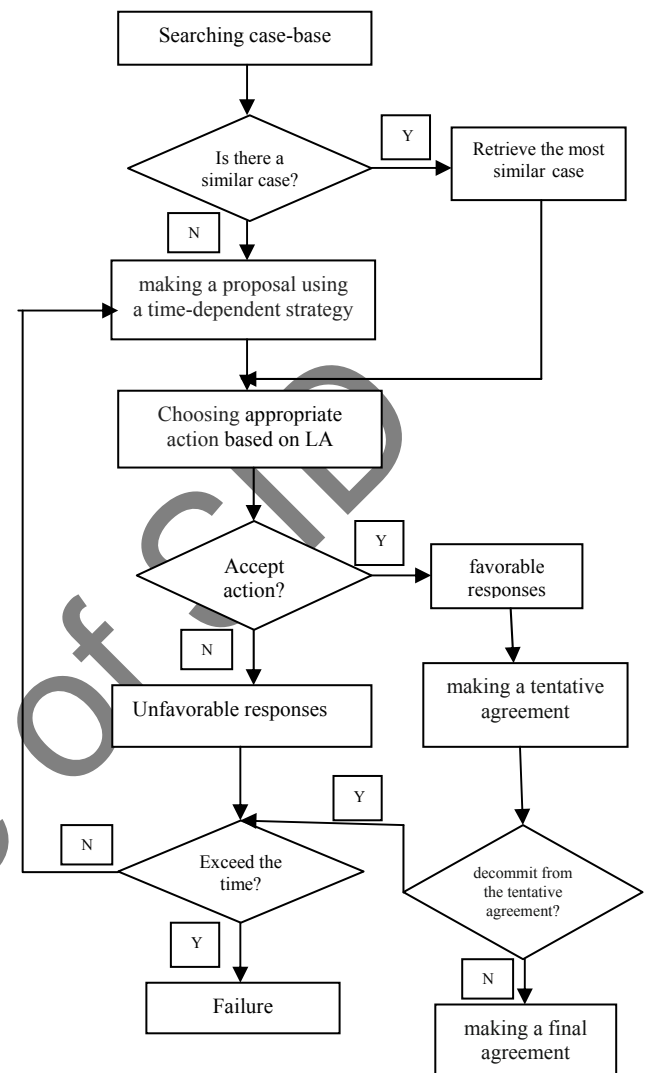 Searching case-base
Is there a
similar case?
Y
Retrieve the most
similar case
N
making a proposal using
a time-dependent strategy
Choosing appropriate
action based on LA
Accept
action?
Y
favorable
responses
N
Unfavorable responses
making a tentative
agreement
Y
N
Exceed the
time?
decommit from
the tentative
agreement?
Y
N
Failure
making a final
agreement
of SID